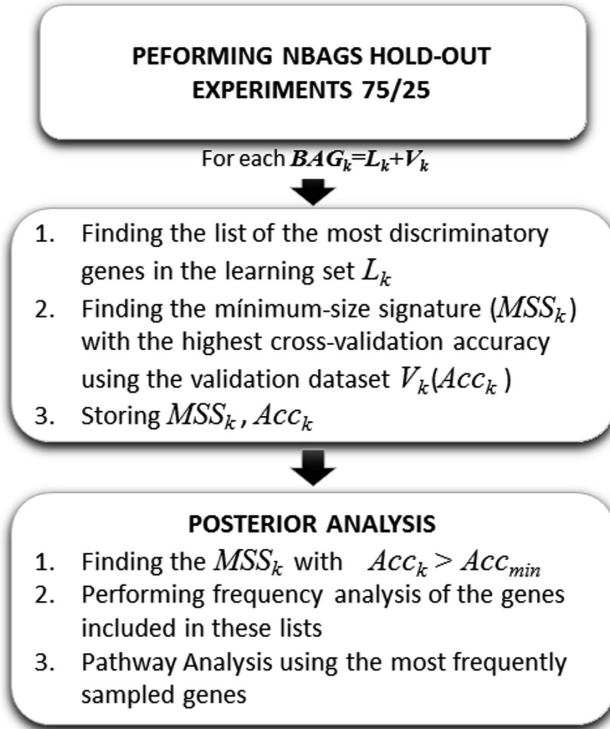 PEFORMING NBAGS HOLD-OUT
EXPERIMENTS 75/25
For each BAGₖ=Lₖ+Vₖ
1. Finding the list of the most discriminatory
genes in the learning set Lₖ
2. Finding the mínimum-size signature (MSSₖ)
with the highest cross-validation accuracy
using the validation dataset Vₖ(Accₖ)
3. Storing MSSₖ, Accₖ
POSTERIOR ANALYSIS
1. Finding the MSSₖ with Accₖ > Accₘᵢₙ
2. Performing frequency analysis of the genes
included in these lists
3. Pathway Analysis using the most frequently
sampled genes